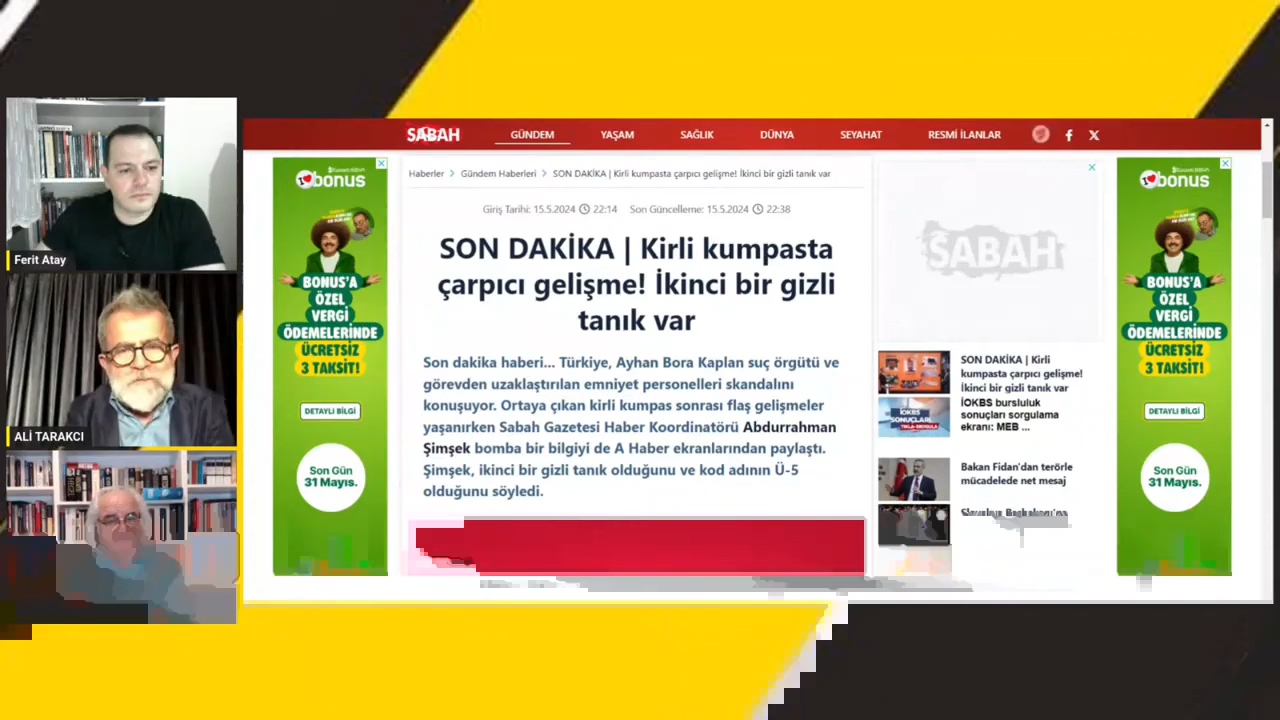 Ferit Atay
ALİ TARAKCI
SABAH
GÜNDEM
YAŞAM
SAĞLIK
DÜNYA
SEYAHAT
RESMİ İLANLAR
Haberler > Gündem Haberleri > SON DAKİKA | Kirli kumpasta çarpıcı gelişme! İkinci bir gizli tanık var
Giriş Tarihi: 15.5.2024 22:14 Son Güncelleme: 15.5.2024 22:38
SON DAKİKA | Kirli kumpasta
çarpıcı gelişme! İkinci bir gizli
tanık var
Son dakika haberi... Türkiye, Ayhan Bora Kaplan suç örgütü ve
görevden uzaklaştırılan emniyet personelleri skandalını
konuşuyor. Ortaya çıkan kirli kumpas sonrası flaş gelişmeler
yaşanırken Sabah Gazetesi Haber Koordinatörü Abdurrahman
Şimşek bomba bir bilgiyi de A Haber ekranlarından paylaştı.
Şimşek, ikinci bir gizli tanık olduğunu ve kod adının Ü-5
olduğunu söyledi.
bonus
BONUS'A
ÖZEL
VERGİ
ÖDEMELERİNDE
ÜCRETSİZ
3 TAKSİT!
DETAYLI BİLGİ
Son Gün
31 Mayıs.
SABAH
SON DAKİKA | Kirli
kumpasta çarpıcı gelişme!
İkinci bir gizli tanık var
İOKBS bursluluk
sonuçları sorgulama
ekranı: MEB ...
İOKBS
SONUÇLARI
Bakan Fidan'dan terörle
mücadelede net mesaj
bonus
BONUS'A
ÖZEL
VERGİ
ÖDEMELERİNDE
ÜCRETSİZ
3 TAKSİT!
DETAYLI BİLGİ
Son Gün
31 Mayıs.